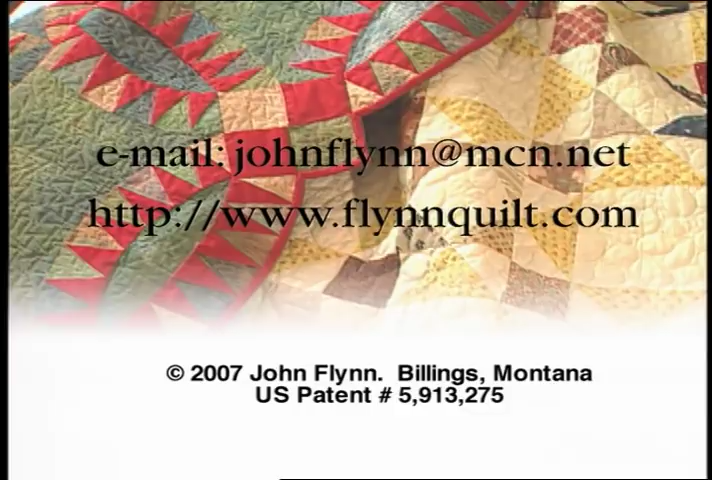 e-mail: johnflynn@mcn.net
http://www.flynnquilt.com
© 2007 John Flynn. Billings, Montana
US Patent # 5,913,275